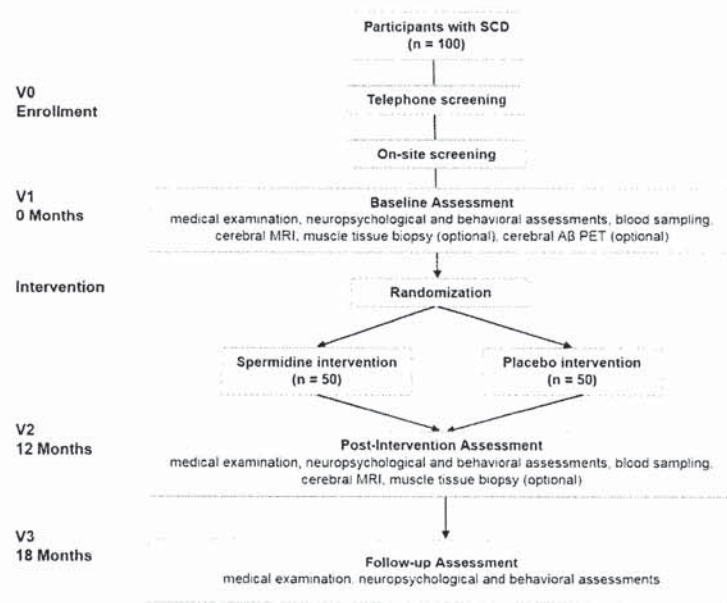 Participants with SCD
(n = 100)
V0
Enrollment
Telephone screening
On-site screening
V1
0 Months
Baseline Assessment
medical examination, neuropsychological and behavioral assessments, blood sampling,
cerebral MRI, muscle tissue biopsy (optional), cerebral Aß PET (optional)
Intervention
Randomization
Spermidine intervention
(n = 50)
Placebo intervention
(n = 50)
V2
12 Months
Post-Intervention Assessment
medical examination, neuropsychological and behavioral assessments, blood sampling,
cerebral MRI, muscle tissue biopsy (optional)
V3
18 Months
Follow-up Assessment
medical examination, neuropsychological and behavioral assessments